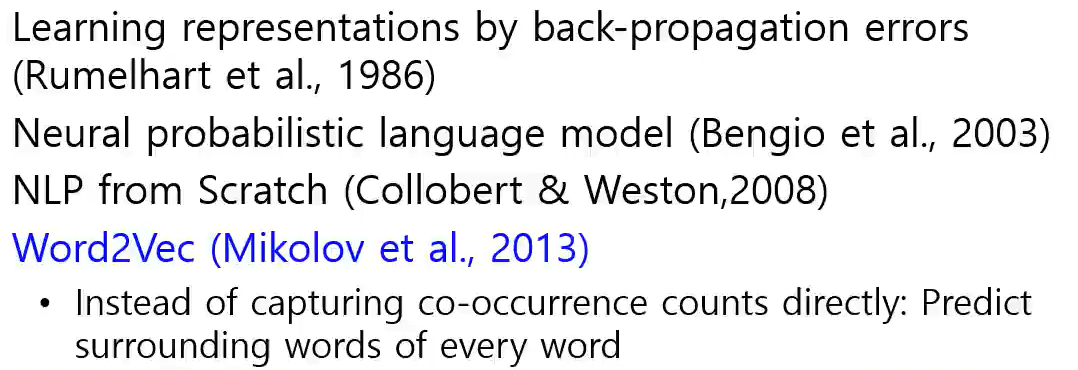 Learning representations by back-propagation errors
(Rumelhart et al., 1986)
Neural probabilistic language model (Bengio et al., 2003)
NLP from Scratch (Collobert & Weston,2008)
Word2Vec (Mikolov et al., 2013)
• Instead of capturing co-occurrence counts directly: Predict
surrounding words of every word